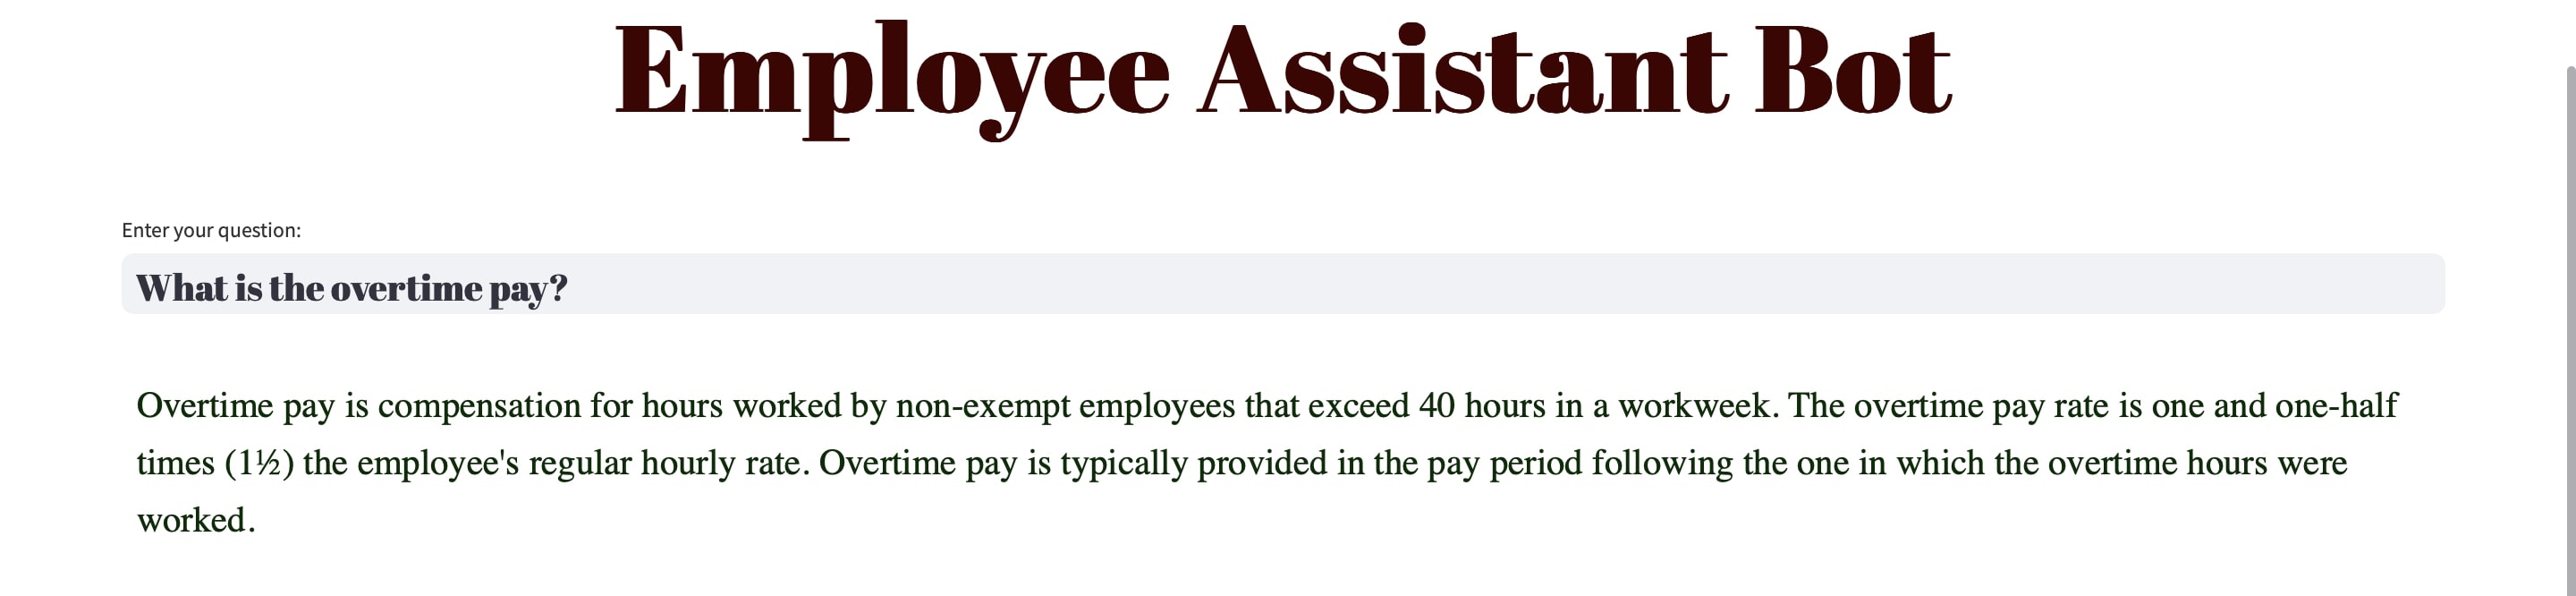 Employee Assistant Bot
Enter your question:
What is the overtime pay?
Overtime pay is compensation for hours worked by non-exempt employees that exceed 40 hours in a workweek. The overtime pay rate is one and one-half
times (1½) the employee's regular hourly rate. Overtime pay is typically provided in the pay period following the one in which the overtime hours were
worked.